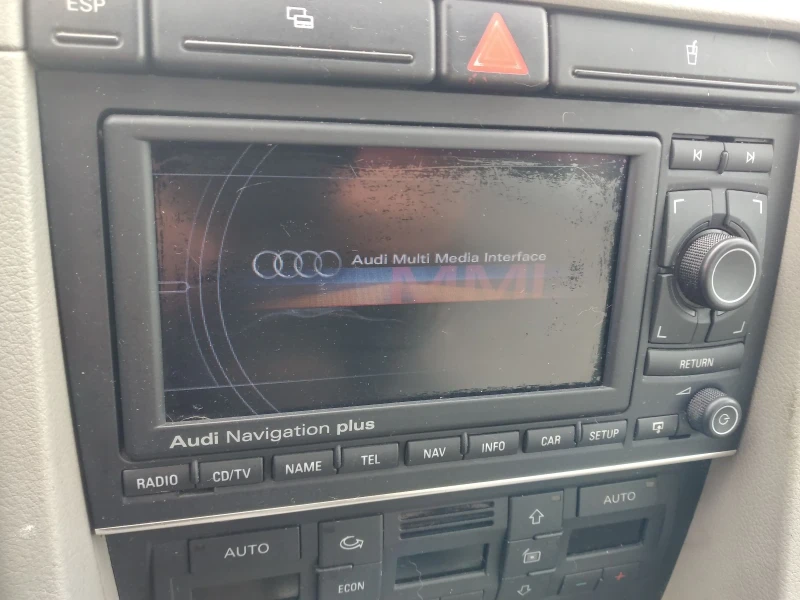 ESP
Audi Multi Media Interface
MMI
RETURN
Audi Navigation plus
RADIO CD/TV NAME TEL NAV INFO CAR SETUP
AUTO
AUTO
ECON